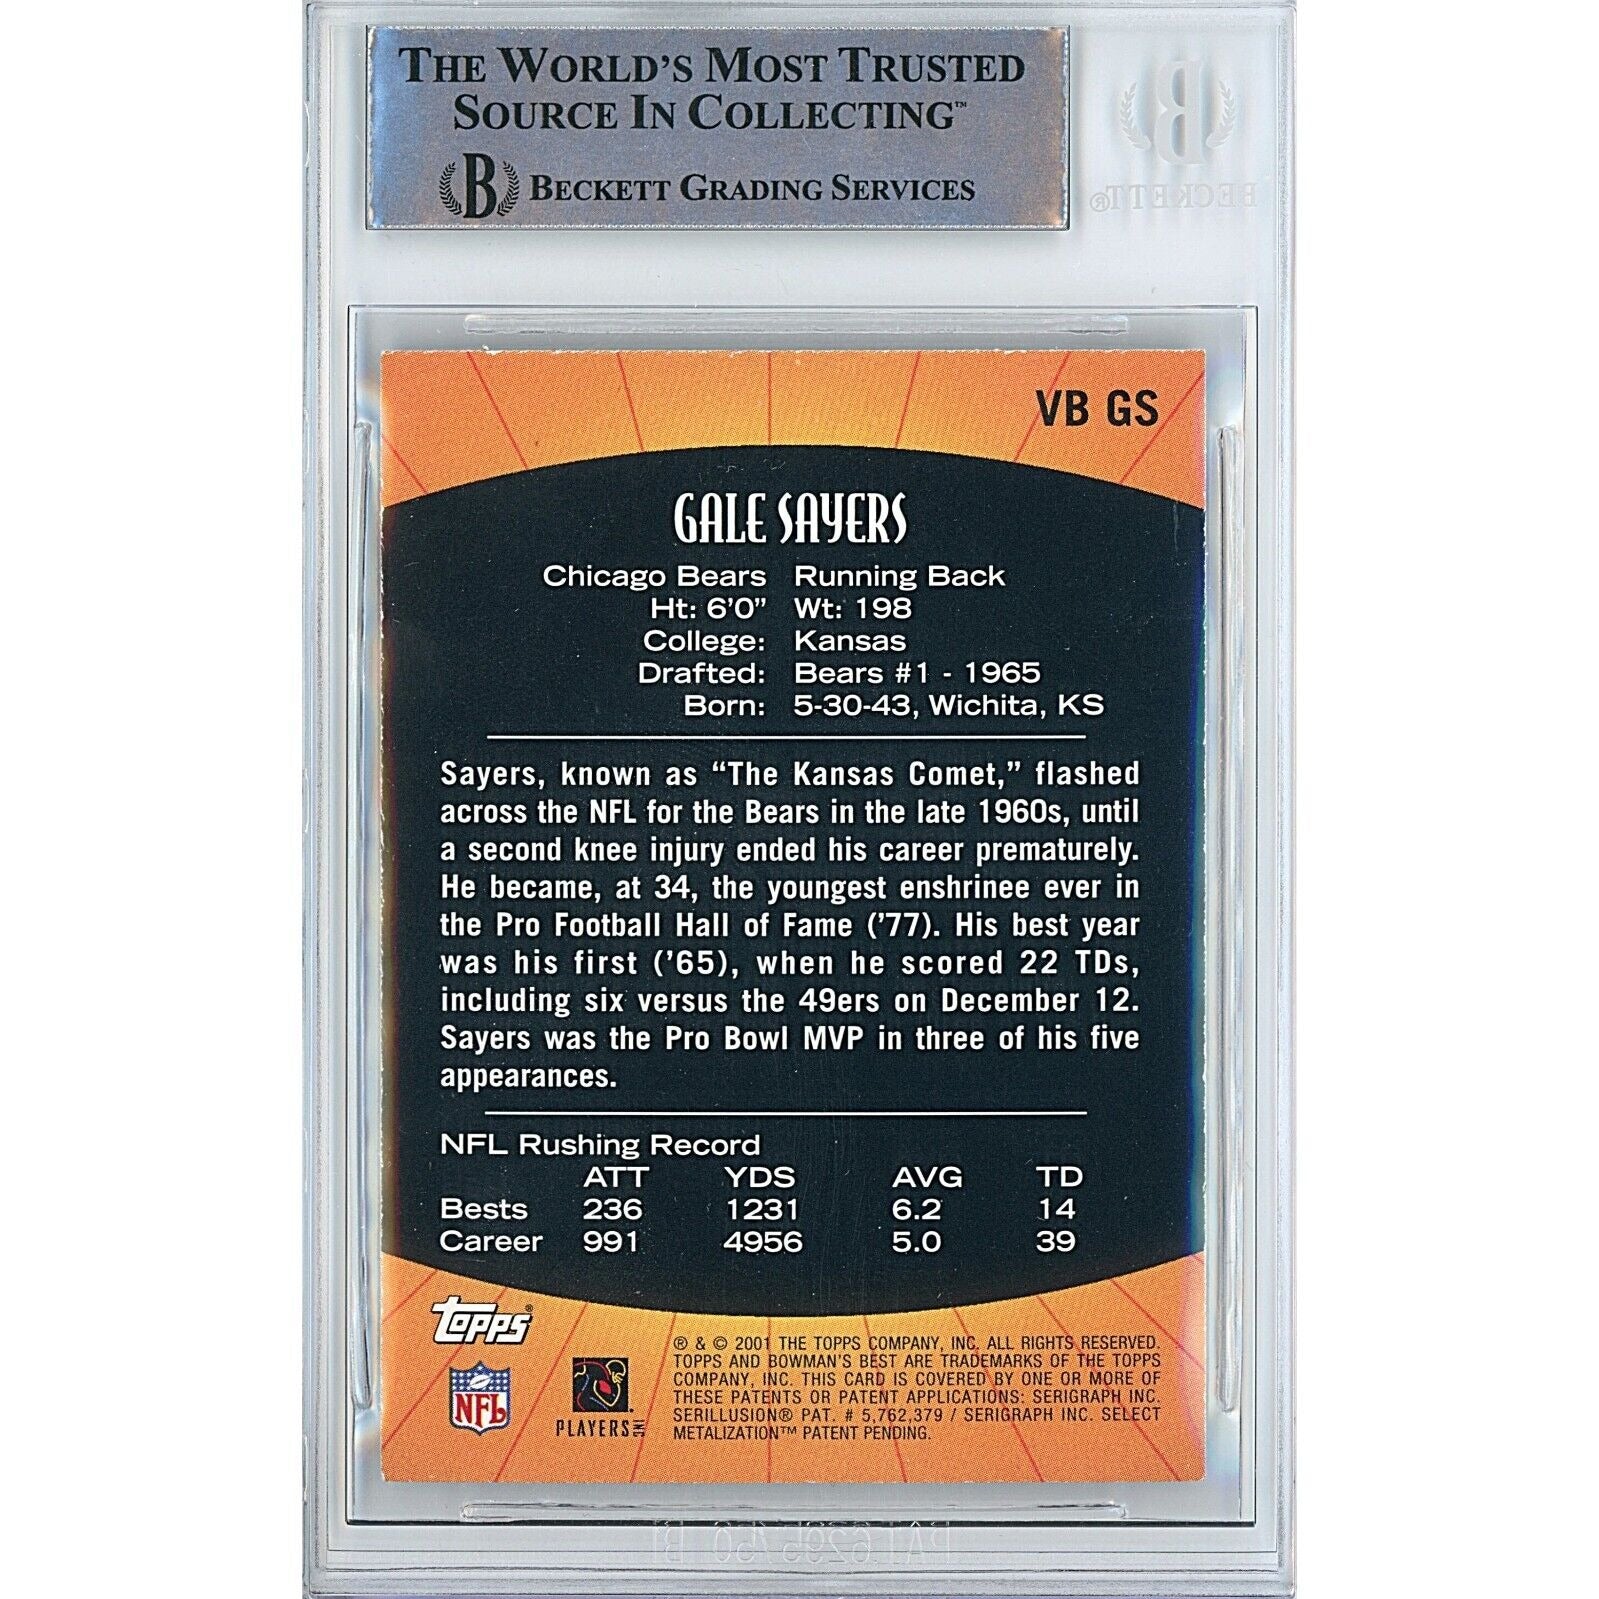 THE WORLD'S MOST TRUSTED
SOURCE IN COLLECTING™
B BECKETT GRADING SERVICES
B
BECKETT®
VB GS
GALE SAYERS
Chicago Bears Running Back
Ht: 6'0" Wt: 198
College: Kansas
Drafted: Bears #1 - 1965
Born: 5-30-43, Wichita, KS
Sayers, known as "The Kansas Comet," flashed
across the NFL for the Bears in the late 1960s, until
a second knee injury ended his career prematurely.
He became, at 34, the youngest enshrinee ever in
the Pro Football Hall of Fame ('77). His best year
was his first ('65), when he scored 22 TDs,
including six versus the 49ers on December 12.
Sayers was the Pro Bowl MVP in three of his five
appearances.
NFL Rushing Record
ATT YDS AVG TD
Bests 236 1231 6.2 14
Career 991 4956 5.0 39
Topps®
NFL
PLAYERS INC
® & © 2001 THE TOPPS COMPANY, INC. ALL RIGHTS RESERVED.
TOPPS AND BOWMAN'S BEST ARE TRADEMARKS OF THE TOPPS
COMPANY, INC. THIS CARD IS COVERED BY ONE OR MORE OF
THESE PATENTS OR PATENT APPLICATIONS: SERIGRAPH INC.
SERILLUSION® PAT. # 5,762,379 / SERIGRAPH INC. SELECT
METALIZATION™ PATENT PENDING.